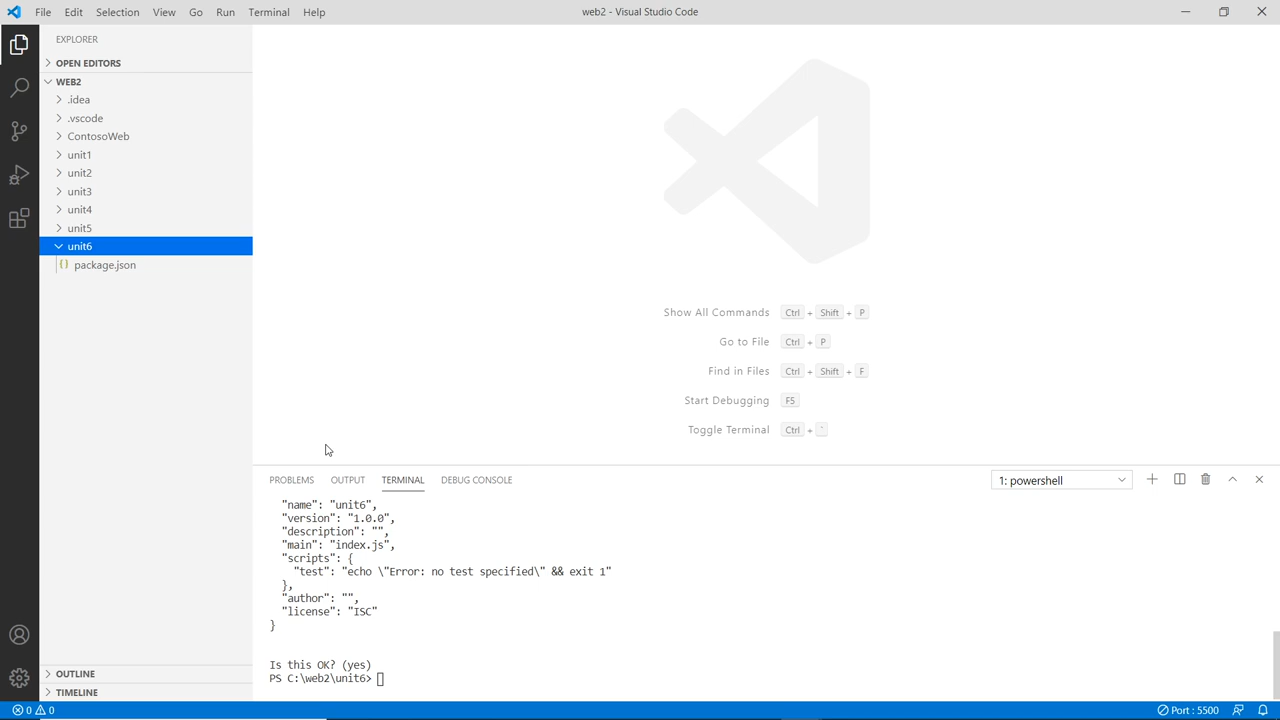 File Edit Selection View Go Run Terminal Help
web2 - Visual Studio Code
EXPLORER
OPEN EDITORS
WEB2
.idea
.vscode
ContosoWeb
unit1
unit2
unit3
unit4
unit5
unit6
{} package.json
OUTLINE
TIMELINE
Show All Commands Ctrl + Shift + P
Go to File Ctrl + P
Find in Files Ctrl + Shift + F
Start Debugging F5
Toggle Terminal Ctrl + `
PROBLEMS OUTPUT TERMINAL DEBUG CONSOLE
1: powershell
"name": "unit6",
"version": "1.0.0",
"description": "",
"main": "index.js",
"scripts": {
"test": "echo \"Error: no test specified\" && exit 1"
},
"author": "",
"license": "ISC"
}
Is this OK? (yes)
PS C:\web2\unit6>
0 0
Port : 5500